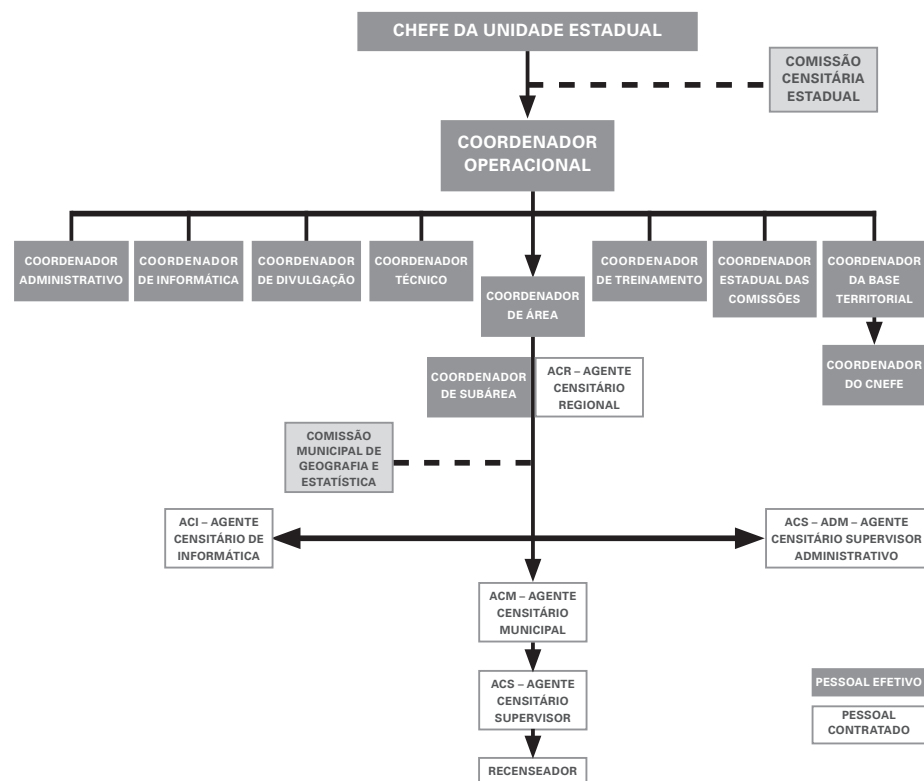 CHEFE DA UNIDADE ESTADUAL
COMISSÃO
CENSITÁRIA
ESTADUAL
COORDENADOR
OPERACIONAL
COORDENADOR
ADMINISTRATIVO
COORDENADOR
DE INFORMÁTICA
COORDENADOR
DE DIVULGAÇÃO
COORDENADOR
TÉCNICO
COORDENADOR
DE ÁREA
COORDENADOR
DE TREINAMENTO
COORDENADOR
ESTADUAL DAS
COMISSÕES
COORDENADOR
DA BASE
TERRITORIAL
COORDENADOR
DO CNEFE
COORDENADOR
DE SUBÁREA
ACR – AGENTE
CENSITÁRIO
REGIONAL
COMISSÃO
MUNICIPAL DE
GEOGRAFIA E
ESTATÍSTICA
ACI – AGENTE
CENSITÁRIO DE
INFORMÁTICA
ACS – ADM – AGENTE
CENSITÁRIO SUPERVISOR
ADMINISTRATIVO
ACM – AGENTE
CENSITÁRIO
MUNICIPAL
ACS – AGENTE
CENSITÁRIO
SUPERVISOR
RECENSEADOR
PESSOAL EFETIVO
PESSOAL
CONTRATADO